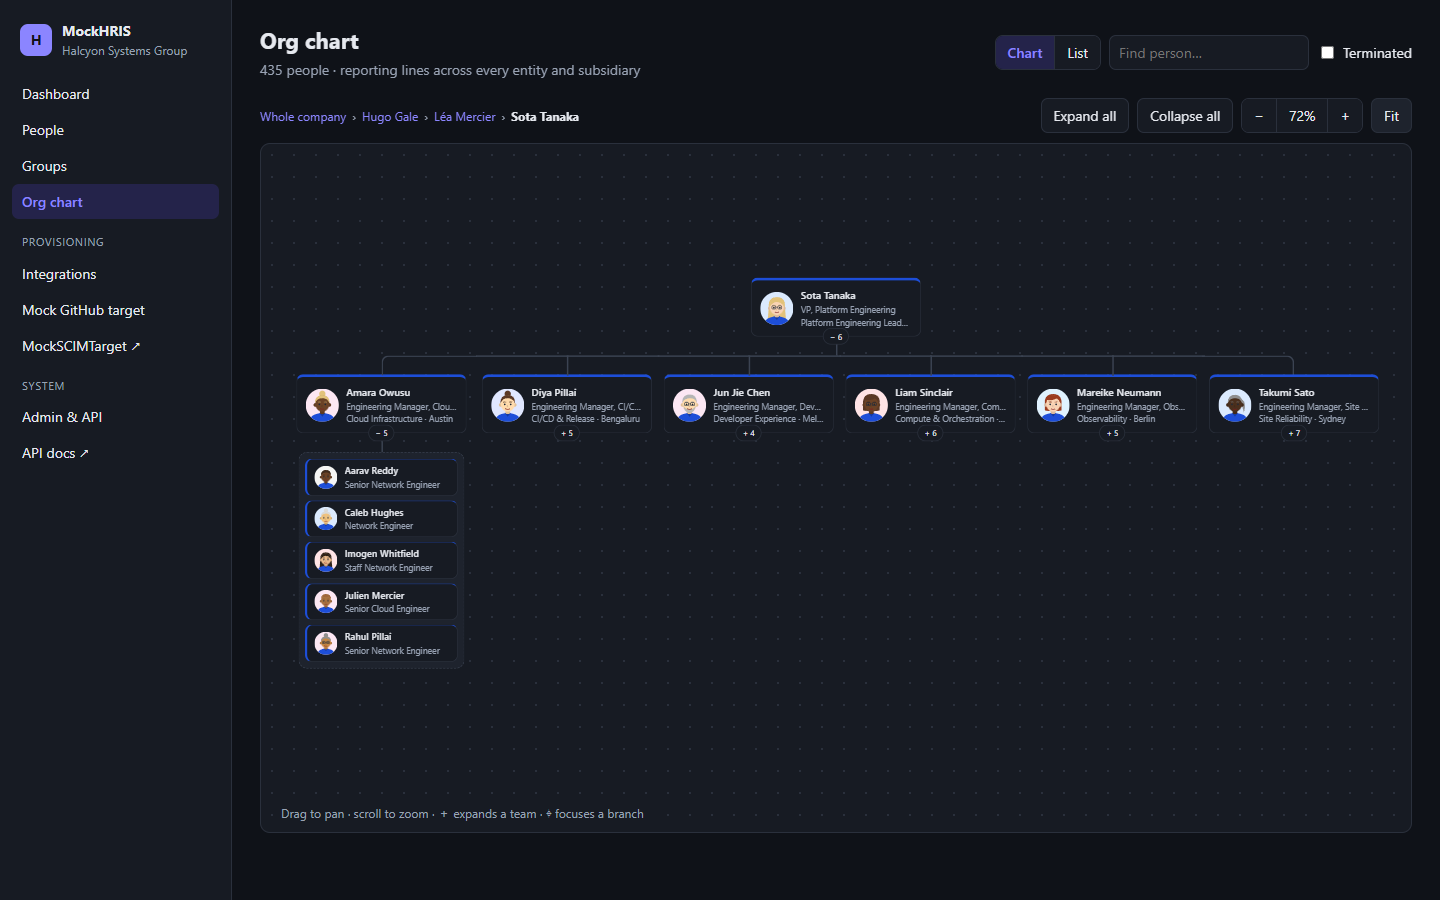 H
MockHRIS
Halcyon Systems Group
Dashboard
People
Groups
Org chart
PROVISIONING
Integrations
Mock GitHub target
MockSCIMTarget ↗
SYSTEM
Admin & API
API docs ↗
Org chart
435 people · reporting lines across every entity and subsidiary
Chart
List
Find person...
Terminated
Whole company › Hugo Gale › Léa Mercier › Sota Tanaka
Expand all
Collapse all
−
72%
+
Fit
Sota Tanaka
VP, Platform Engineering
Platform Engineering Lead...
− 6
Amara Owusu
Engineering Manager, Clou...
Cloud Infrastructure · Austin
− 5
Diya Pillai
Engineering Manager, CI/C...
CI/CD & Release · Bengaluru
+ 5
Jun Jie Chen
Engineering Manager, Dev...
Developer Experience · Mel...
+ 4
Liam Sinclair
Engineering Manager, Com...
Compute & Orchestration ·...
+ 6
Mareike Neumann
Engineering Manager, Obs...
Observability · Berlin
+ 5
Takumi Sato
Engineering Manager, Site ...
Site Reliability · Sydney
+ 7
Aarav Reddy
Senior Network Engineer
Caleb Hughes
Network Engineer
Imogen Whitfield
Staff Network Engineer
Julien Mercier
Senior Cloud Engineer
Rahul Pillai
Senior Network Engineer
Drag to pan · scroll to zoom · + expands a team · ⌖ focuses a branch